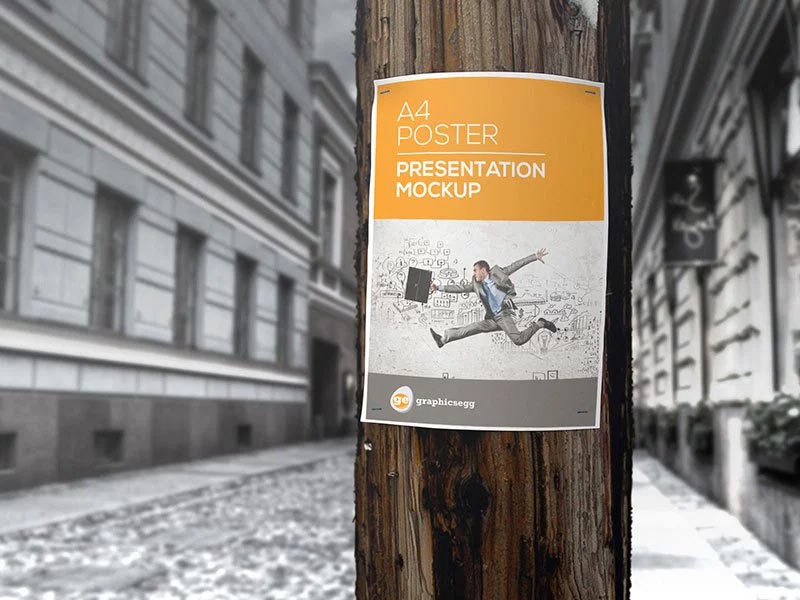 A4
POSTER
PRESENTATION
MOCKUP
ge graphicsegg